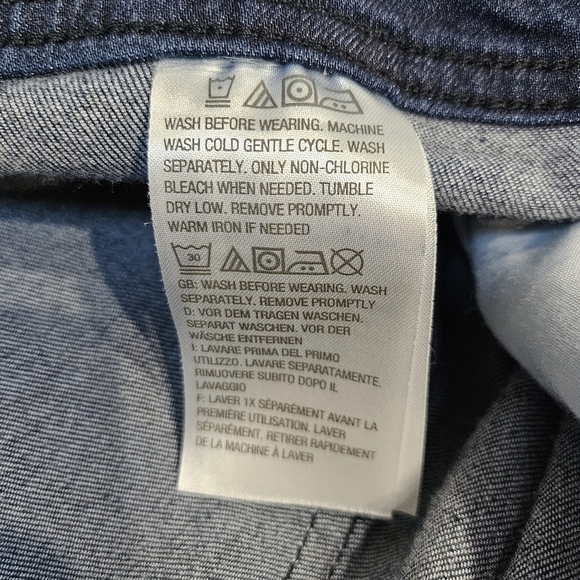 WASH BEFORE WEARING. MACHINE
WASH COLD GENTLE CYCLE. WASH
SEPARATELY. ONLY NON-CHLORINE
BLEACH WHEN NEEDED. TUMBLE
DRY LOW. REMOVE PROMPTLY.
WARM IRON IF NEEDED
30
GB: WASH BEFORE WEARING. WASH
SEPARATELY. REMOVE PROMPTLY
D: VOR DEM TRAGEN WASCHEN.
SEPARAT WASCHEN. VOR DER
WÄSCHE ENTFERNEN
I: LAVARE PRIMA DEL PRIMO
UTILIZZO. LAVARE SEPARATAMENTE.
RIMUOVERE SUBITO DOPO IL
LAVAGGIO
F: LAVER 1X SÉPARÉMENT AVANT LA
PREMIÈRE UTILISATION. LAVER
SÉPARÉMENT. RETIRER RAPIDEMENT
DE LA MACHINE À LAVER